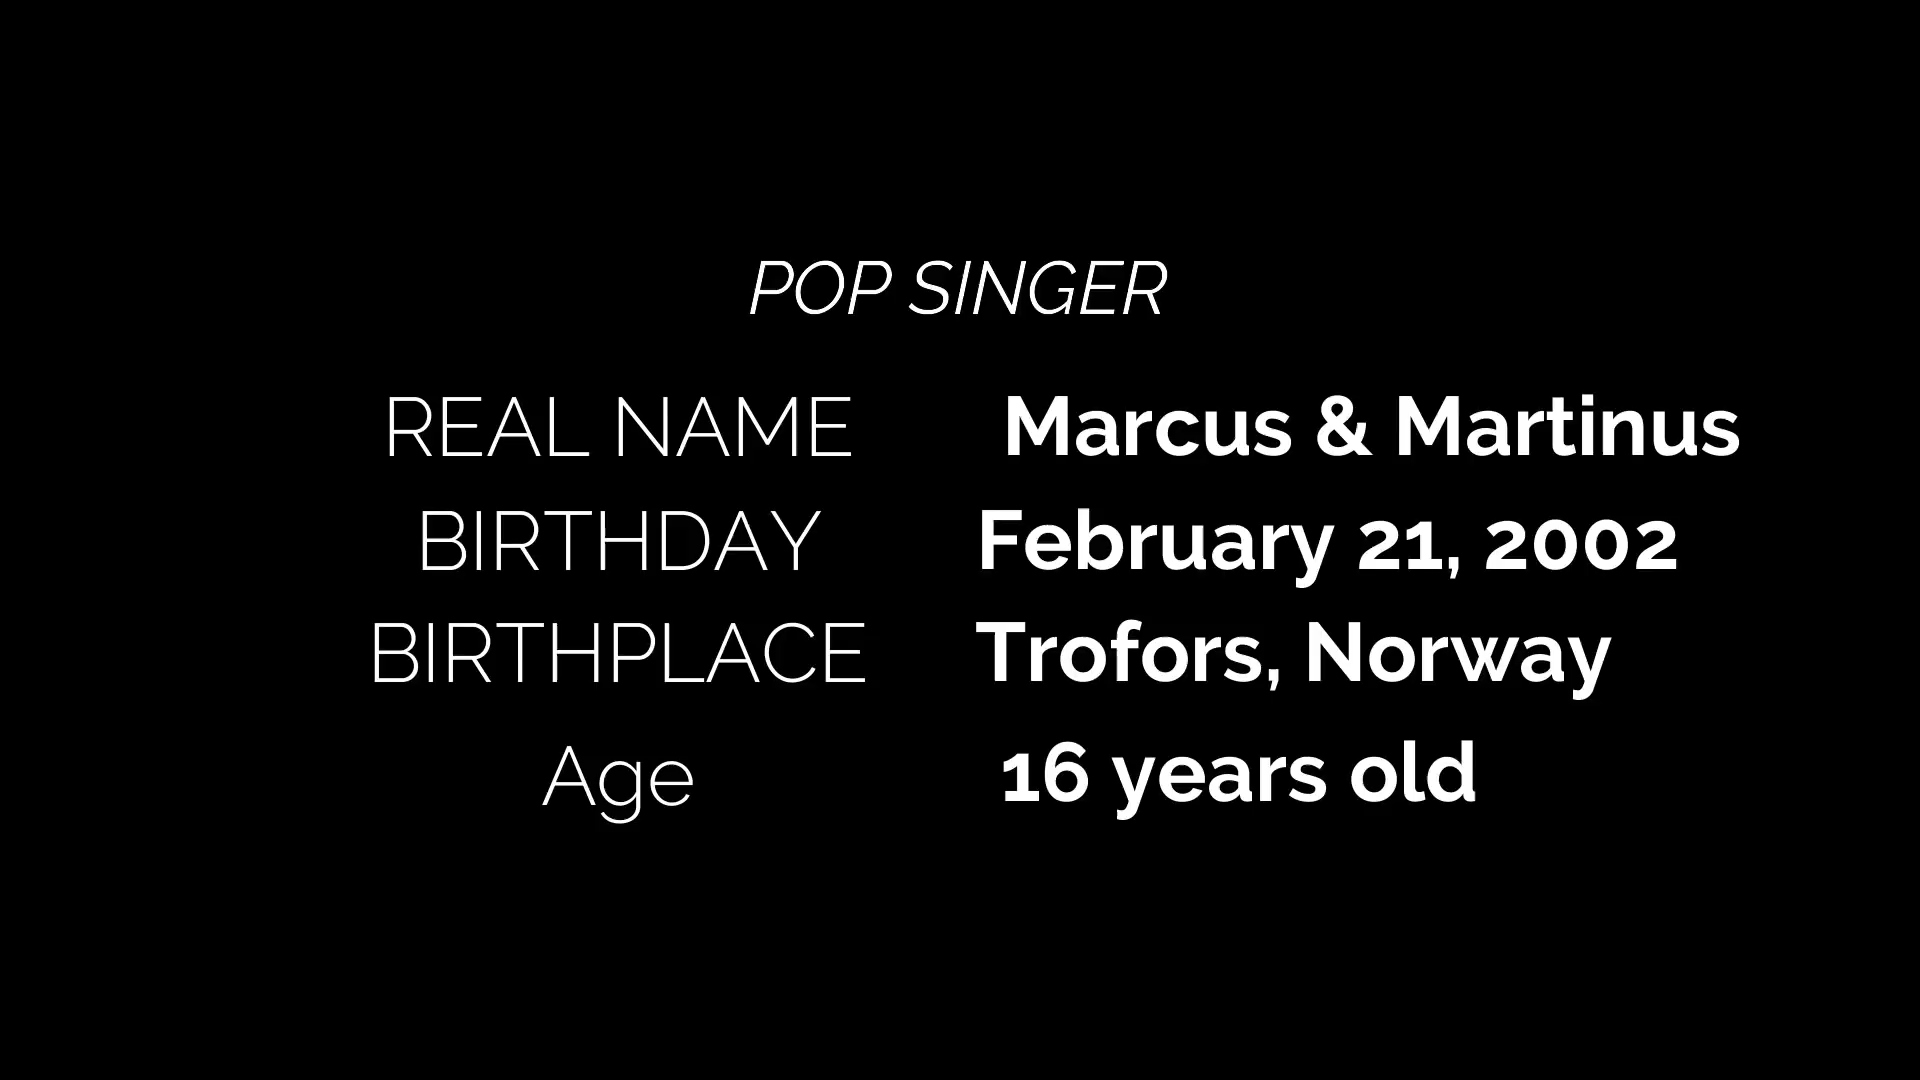 POP SINGER
REAL NAME Marcus & Martinus
BIRTHDAY February 21, 2002
BIRTHPLACE Trofors, Norway
Age 16 years old